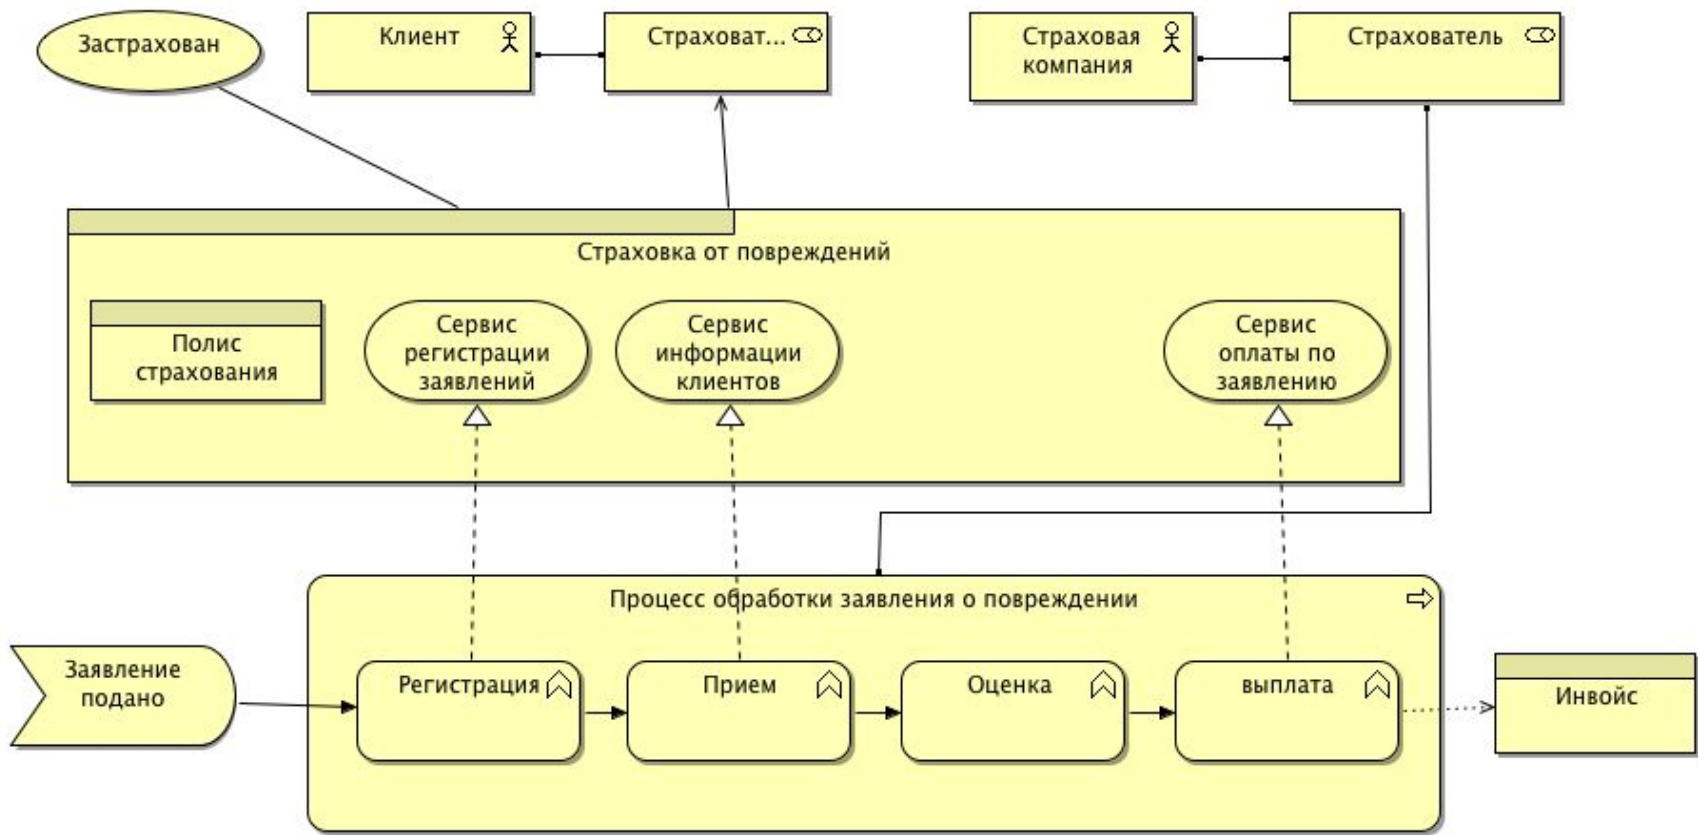 Застрахован
Клиент
Страховат...
Страховая
компания
Страхователь
Страховка от повреждений
Полис
страхования
Сервис
регистрации
заявлений
Сервис
информации
клиентов
Сервис
оплаты по
заявлению
Процесс обработки заявления о повреждении
Заявление
подано
Регистрация
Прием
Оценка
выплата
Инвойс